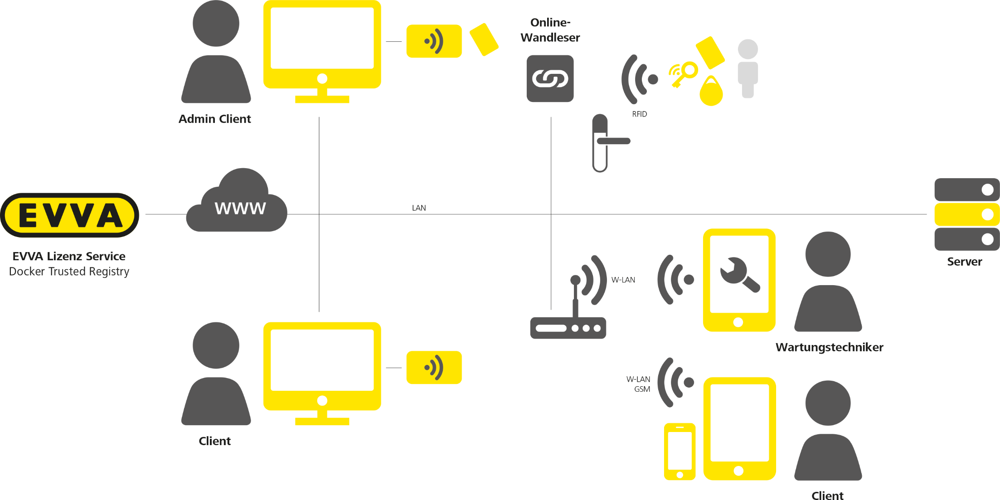 Online-
Wandleser
RFID
Admin Client
WWW
LAN
EVVA
EVVA Lizenz Service
Docker Trusted Registry
Server
W-LAN
Wartungstechniker
W-LAN
GSM
Client
Client